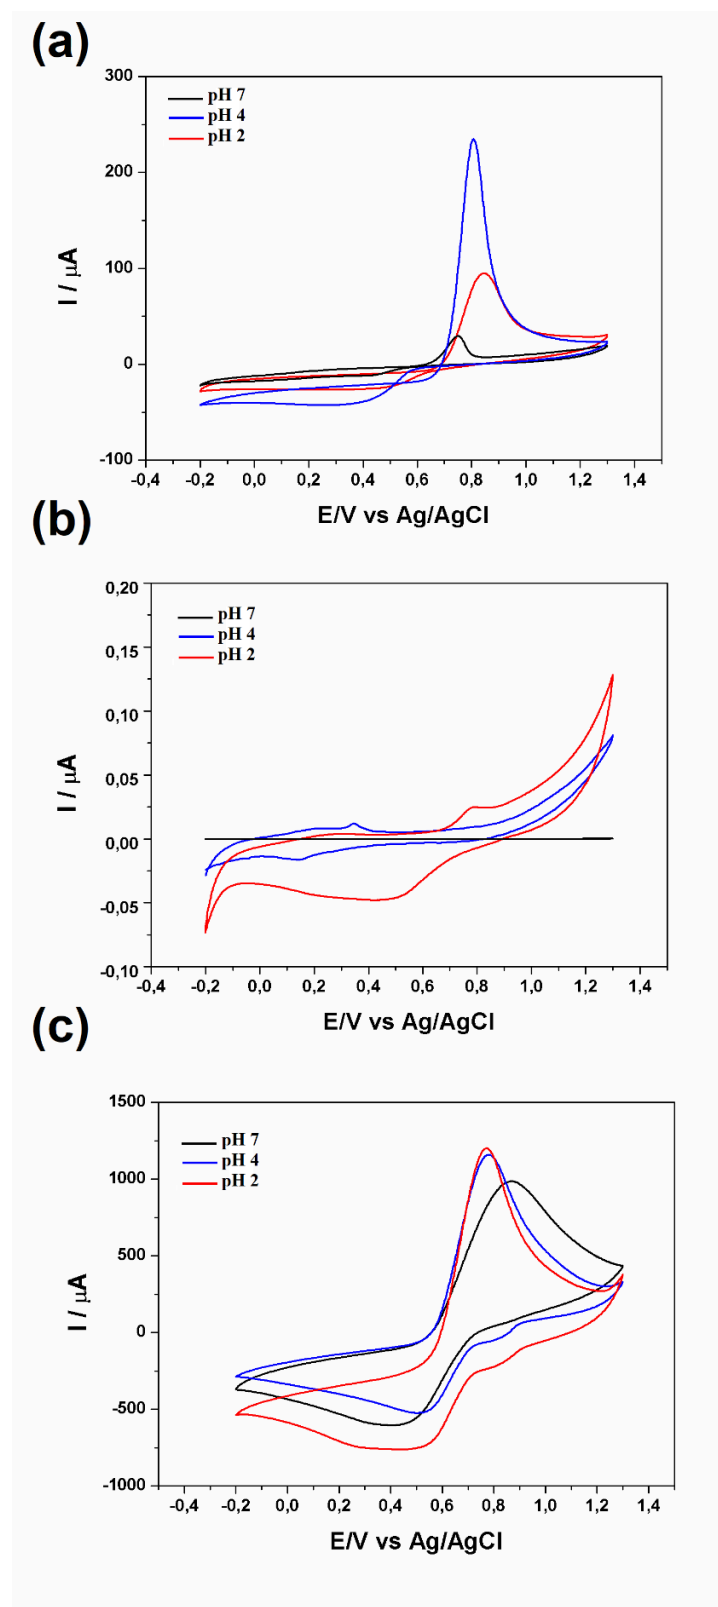 (a)
300
200
100
0
-100
pH 7
pH 4
pH 2
I / μA
-0,4 -0,2 0,0 0,2 0,4 0,6 0,8 1,0 1,2 1,4
E/V vs Ag/AgCl
(b)
0,20
0,15
0,10
0,05
0,00
-0,05
-0,10
pH 7
pH 4
pH 2
I / μA
-0,4 -0,2 0,0 0,2 0,4 0,6 0,8 1,0 1,2 1,4
E/V vs Ag/AgCl
(c)
1500
1000
500
0
-500
-1000
pH 7
pH 4
pH 2
I / μA
-0,4 -0,2 0,0 0,2 0,4 0,6 0,8 1,0 1,2 1,4
E/V vs Ag/AgCl